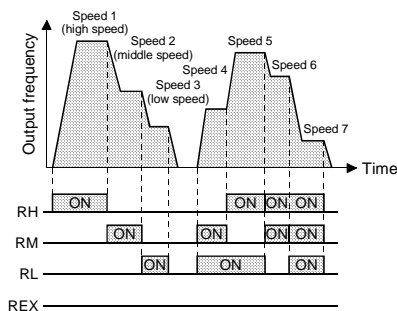 Output frequency
Speed 1
(high speed)
Speed 2
(middle speed)
Speed 3
(low speed)
Speed 4
Speed 5
Speed 6
Speed 7
Time
RH ON ON ON ON
RM ON ON ON ON
RL ON ON ON
REX